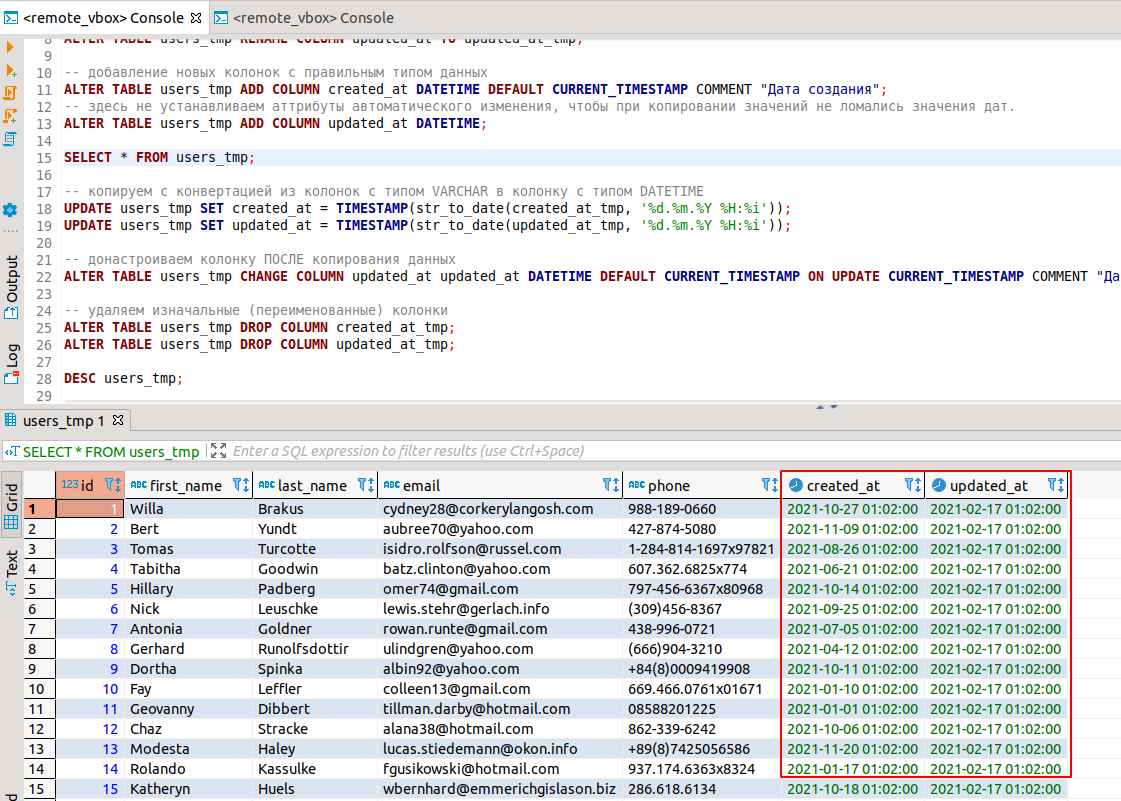 <remote_vbox> Console <remote_vbox> Console
8 ALTER TABLE users_tmp RENAME COLUMN updated_at TO updated_at_tmp;
9
10 -- добавление новых колонок с правильным типом данных
11 ALTER TABLE users_tmp ADD COLUMN created_at DATETIME DEFAULT CURRENT_TIMESTAMP COMMENT "Дата создания";
12 -- здесь не устанавливаем аттрибуты автоматического изменения, чтобы при копировании значений не ломались значения дат.
13 ALTER TABLE users_tmp ADD COLUMN updated_at DATETIME;
14
15 SELECT * FROM users_tmp;
16
17 -- копируем с конвертацией из колонок с типом VARCHAR в колонку с типом DATETIME
18 UPDATE users_tmp SET created_at = TIMESTAMP(str_to_date(created_at_tmp, '%d.%m.%Y %H:%i'));
19 UPDATE users_tmp SET updated_at = TIMESTAMP(str_to_date(updated_at_tmp, '%d.%m.%Y %H:%i'));
20
21 -- донастраиваем колонку ПОСЛЕ копирования данных
22 ALTER TABLE users_tmp CHANGE COLUMN updated_at updated_at DATETIME DEFAULT CURRENT_TIMESTAMP ON UPDATE CURRENT_TIMESTAMP COMMENT "Да
23
24 -- удаляем изначальные (переименованные) колонки
25 ALTER TABLE users_tmp DROP COLUMN created_at_tmp;
26 ALTER TABLE users_tmp DROP COLUMN updated_at_tmp;
27
28 DESC users_tmp;
29
Output
Log
users_tmp 1
SELECT * FROM users_tmp Enter a SQL expression to filter results (use Ctrl+Space)
Grid
Text
123 id ABC first_name ABC last_name ABC email ABC phone created_at updated_at
1 1 Willa Brakus cydney28@corkerylangosh.com 988-189-0660 2021-10-27 01:02:00 2021-02-17 01:02:00
2 2 Bert Yundt aubree70@yahoo.com 427-874-5080 2021-11-09 01:02:00 2021-02-17 01:02:00
3 3 Tomas Turcotte isidro.rolfson@russel.com 1-284-814-1697x97821 2021-08-26 01:02:00 2021-02-17 01:02:00
4 4 Tabitha Goodwin batz.clinton@yahoo.com 607.362.6825x774 2021-06-21 01:02:00 2021-02-17 01:02:00
5 5 Hillary Padberg omer74@gmail.com 797-456-6367x80968 2021-10-14 01:02:00 2021-02-17 01:02:00
6 6 Nick Leuschke lewis.stehr@gerlach.info (309)456-8367 2021-09-25 01:02:00 2021-02-17 01:02:00
7 7 Antonia Goldner rowan.runte@gmail.com 438-996-0721 2021-07-05 01:02:00 2021-02-17 01:02:00
8 8 Gerhard Runolfsdottir ulindgren@yahoo.com (666)904-3210 2021-04-12 01:02:00 2021-02-17 01:02:00
9 9 Dortha Spinka albin92@yahoo.com +84(8)0009419908 2021-10-11 01:02:00 2021-02-17 01:02:00
10 10 Fay Leffler colleen13@gmail.com 669.466.0761x01671 2021-01-10 01:02:00 2021-02-17 01:02:00
11 11 Geovanny Dibbert tillman.darby@hotmail.com 08588201225 2021-01-01 01:02:00 2021-02-17 01:02:00
12 12 Chaz Stracke alana38@hotmail.com 862-339-6242 2021-10-06 01:02:00 2021-02-17 01:02:00
13 13 Modesta Haley lucas.stiedemann@okon.info +89(8)7425056586 2021-11-20 01:02:00 2021-02-17 01:02:00
14 14 Rolando Kassulke fgusikowski@hotmail.com 937.174.6363x8324 2021-01-17 01:02:00 2021-02-17 01:02:00
15 15 Katheryn Huels wbernhard@emmerichgislason.biz 286.618.6134 2021-10-18 01:02:00 2021-02-17 01:02:00